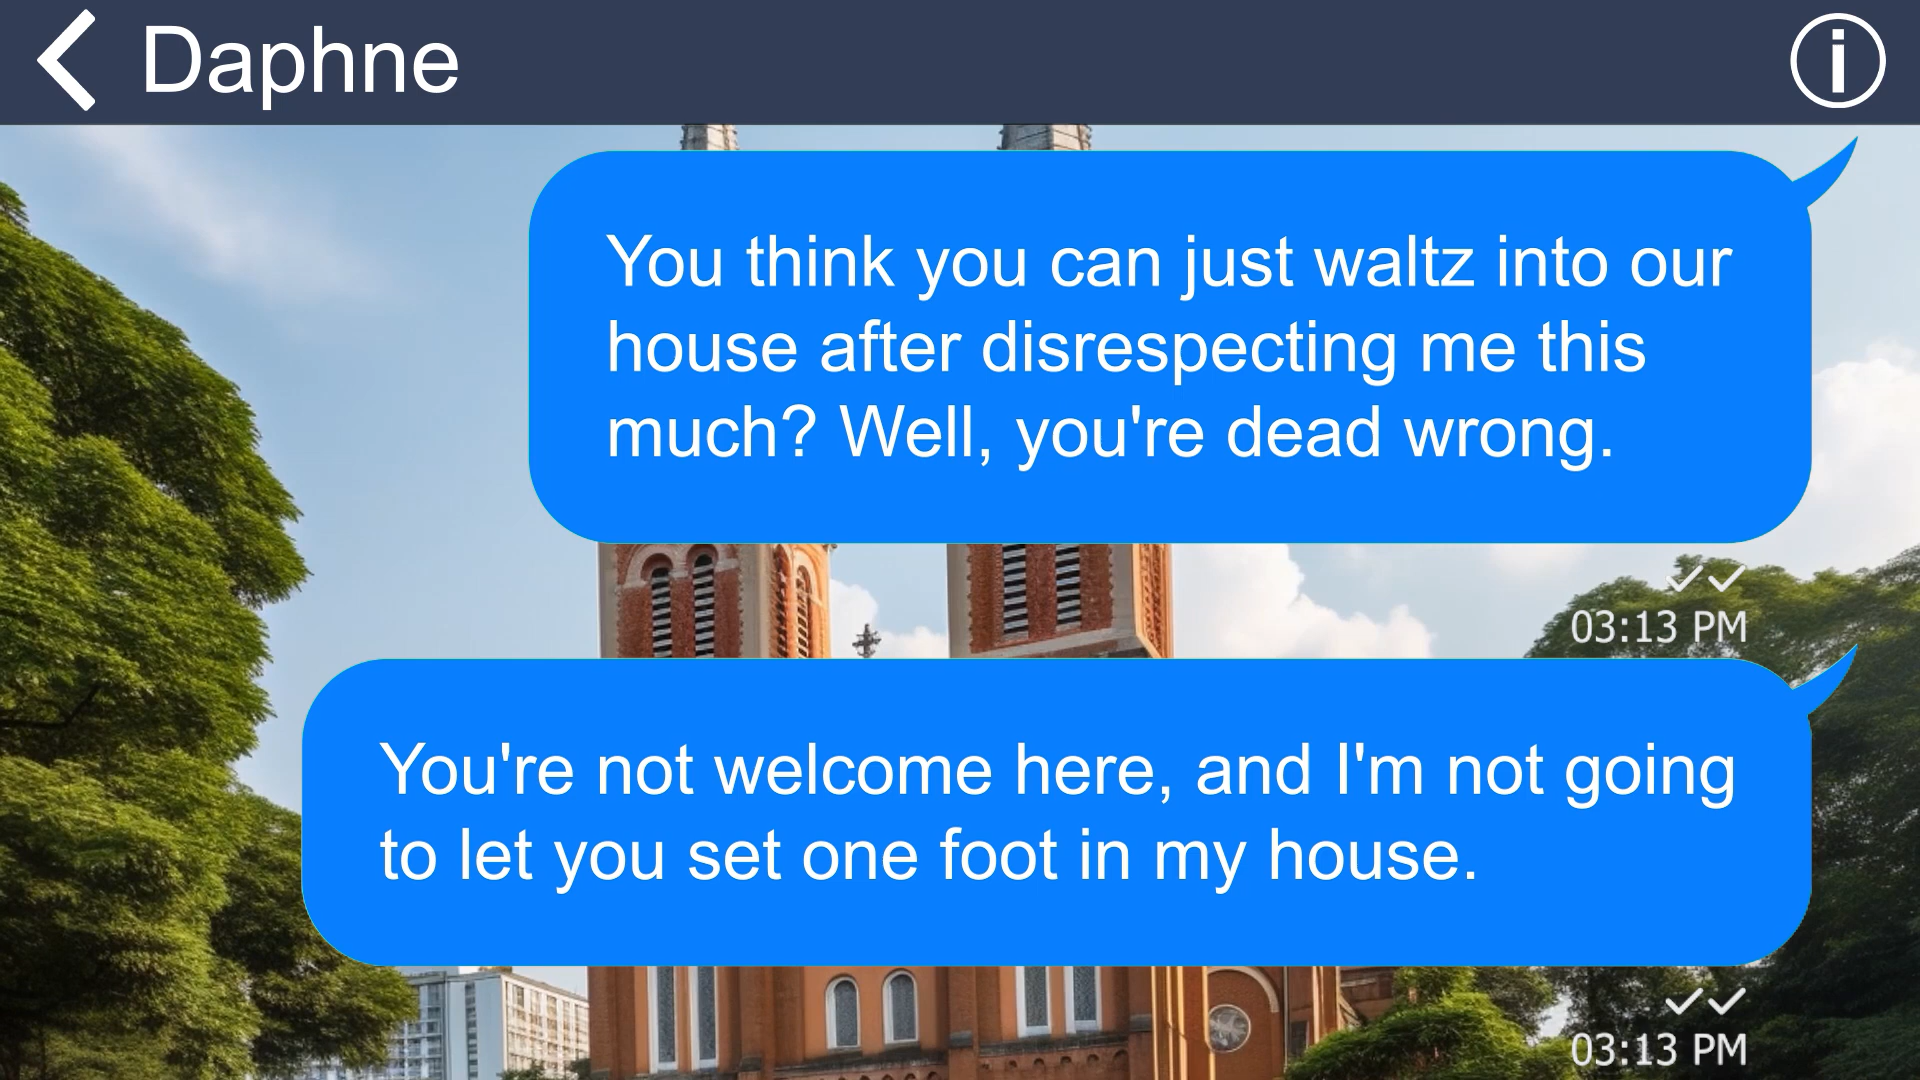 Daphne
You think you can just waltz into our
house after disrespecting me this
much? Well, you're dead wrong.
03:13 PM
You're not welcome here, and I'm not going
to let you set one foot in my house.
03:13 PM